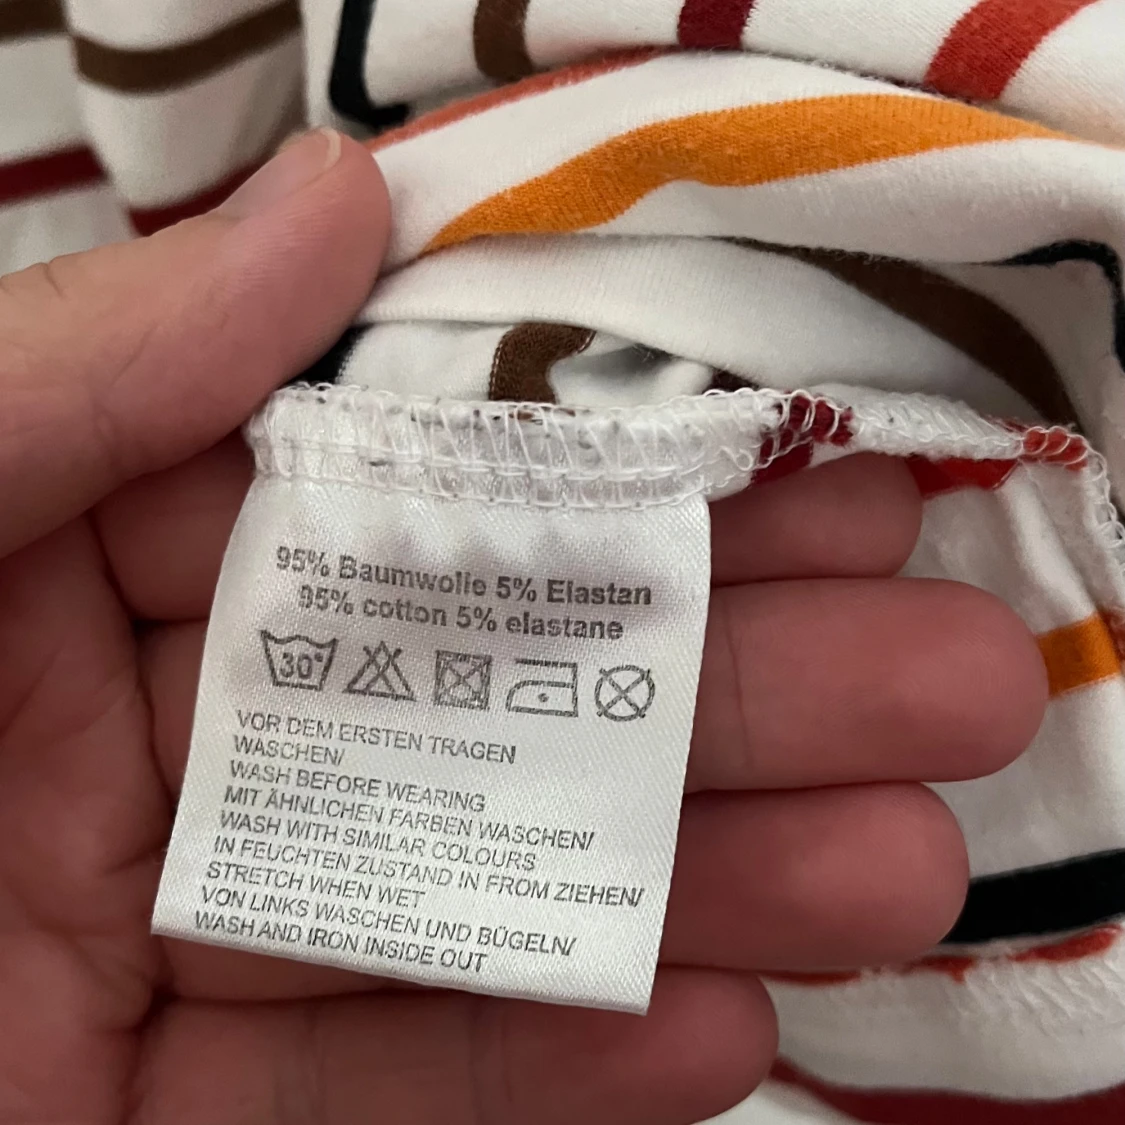 95% Baumwolle 5% Elastan
95% cotton 5% elastane
30°
VOR DEM ERSTEN TRAGEN
WASCHEN/
WASH BEFORE WEARING
MIT ÄHNLICHEN FARBEN WASCHEN/
WASH WITH SIMILAR COLOURS
IN FEUCHTEN ZUSTAND IN FROM ZIEHEN/
STRETCH WHEN WET
VON LINKS WASCHEN UND BÜGELN/
WASH AND IRON INSIDE OUT